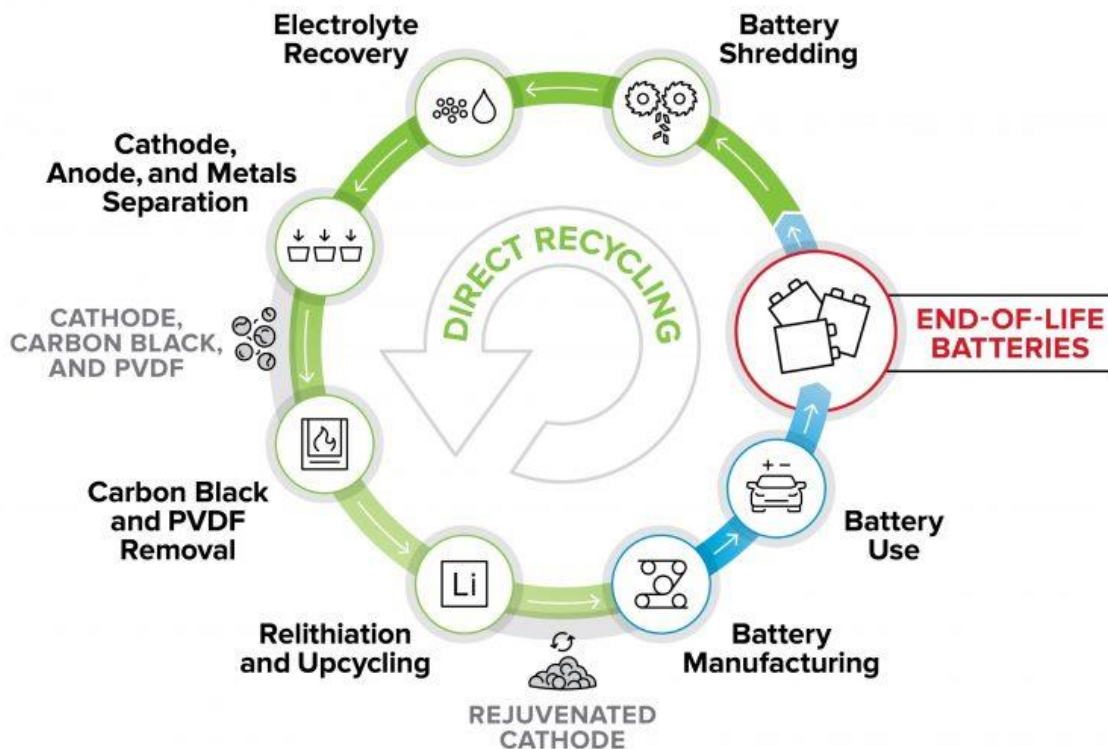 Electrolyte
Recovery
Battery
Shredding
Cathode,
Anode, and Metals
Separation
DIRECT RECYCLING
CATHODE,
CARBON BLACK,
AND PVDF
END-OF-LIFE
BATTERIES
+ −
Carbon Black
and PVDF
Removal
Battery
Use
Li
Relithiation
and Upcycling
Battery
Manufacturing
REJUVENATED
CATHODE